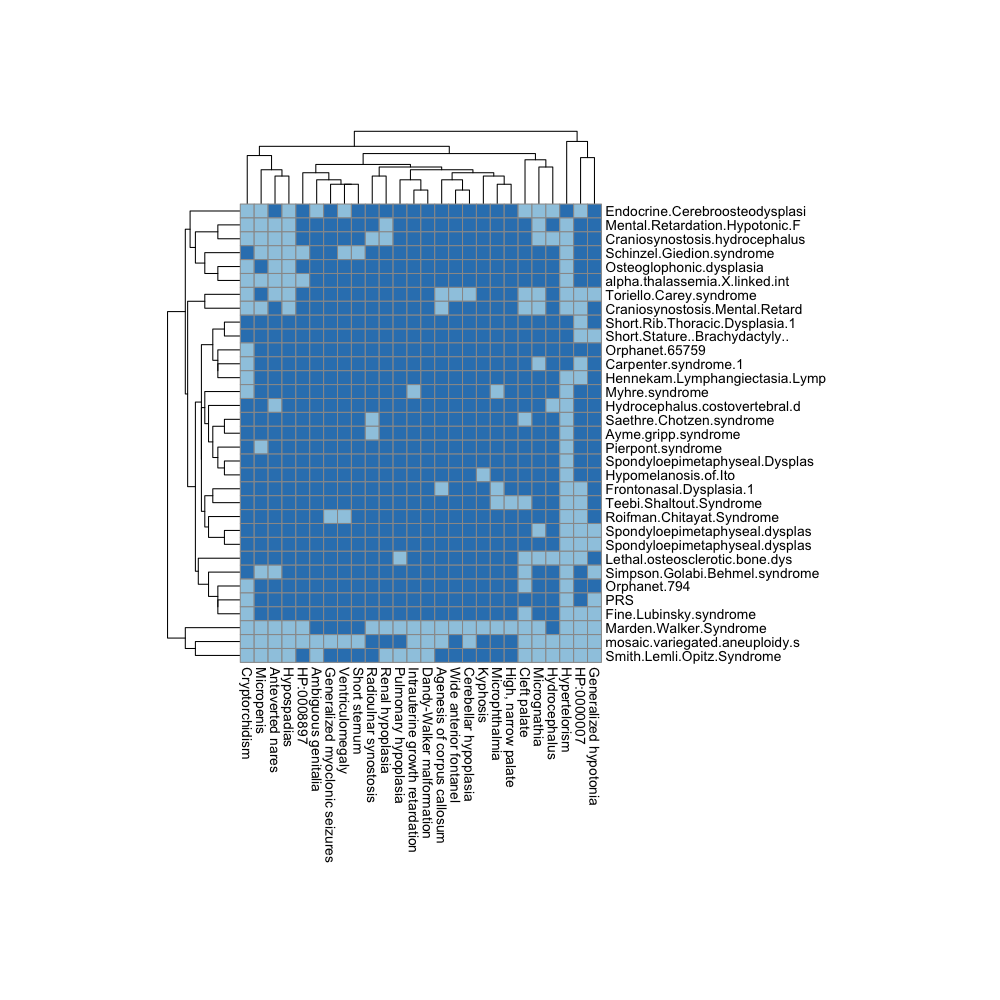 Endocrine.Cerebroosteodysplasi
Mental.Retardation.Hypotonic.F
Craniosynostosis.hydrocephalus
Schinzel.Giedion.syndrome
Osteoglophonic.dysplasia
alpha.thalassemia.X.linked.int
Toriello.Carey.syndrome
Craniosynostosis.Mental.Retard
Short.Rib.Thoracic.Dysplasia.1
Short.Stature..Brachydactyly..
Orphanet.65759
Carpenter.syndrome.1
Hennekam.Lymphangiectasia.Lymp
Myhre.syndrome
Hydrocephalus.costovertebral.d
Saethre.Chotzen.syndrome
Ayme.gripp.syndrome
Pierpont.syndrome
Spondyloepimetaphyseal.Dysplas
Hypomelanosis.of.Ito
Frontonasal.Dysplasia.1
Teebi.Shaltout.Syndrome
Roifman.Chitayat.Syndrome
Spondyloepimetaphyseal.dysplas
Spondyloepimetaphyseal.dysplas
Lethal.osteosclerotic.bone.dys
Simpson.Golabi.Behmel.syndrome
Orphanet.794
PRS
Fine.Lubinsky.syndrome
Marden.Walker.Syndrome
mosaic.variegated.aneuploidy.s
Smith.Lemli.Opitz.Syndrome
Cryptorchidism
Micropenis
Anteverted nares
Hypospadias
HP:0008897
Ambiguous genitalia
Generalized myoclonic seizures
Ventriculomegaly
Short sternum
Radioulnar synostosis
Renal hypoplasia
Pulmonary hypoplasia
Intrauterine growth retardation
Dandy-Walker malformation
Agenesis of corpus callosum
Wide anterior fontanel
Cerebellar hypoplasia
Kyphosis
Microphthalmia
High, narrow palate
Cleft palate
Micrognathia
Hydrocephalus
Hypertelorism
HP:0000007
Generalized hypotonia